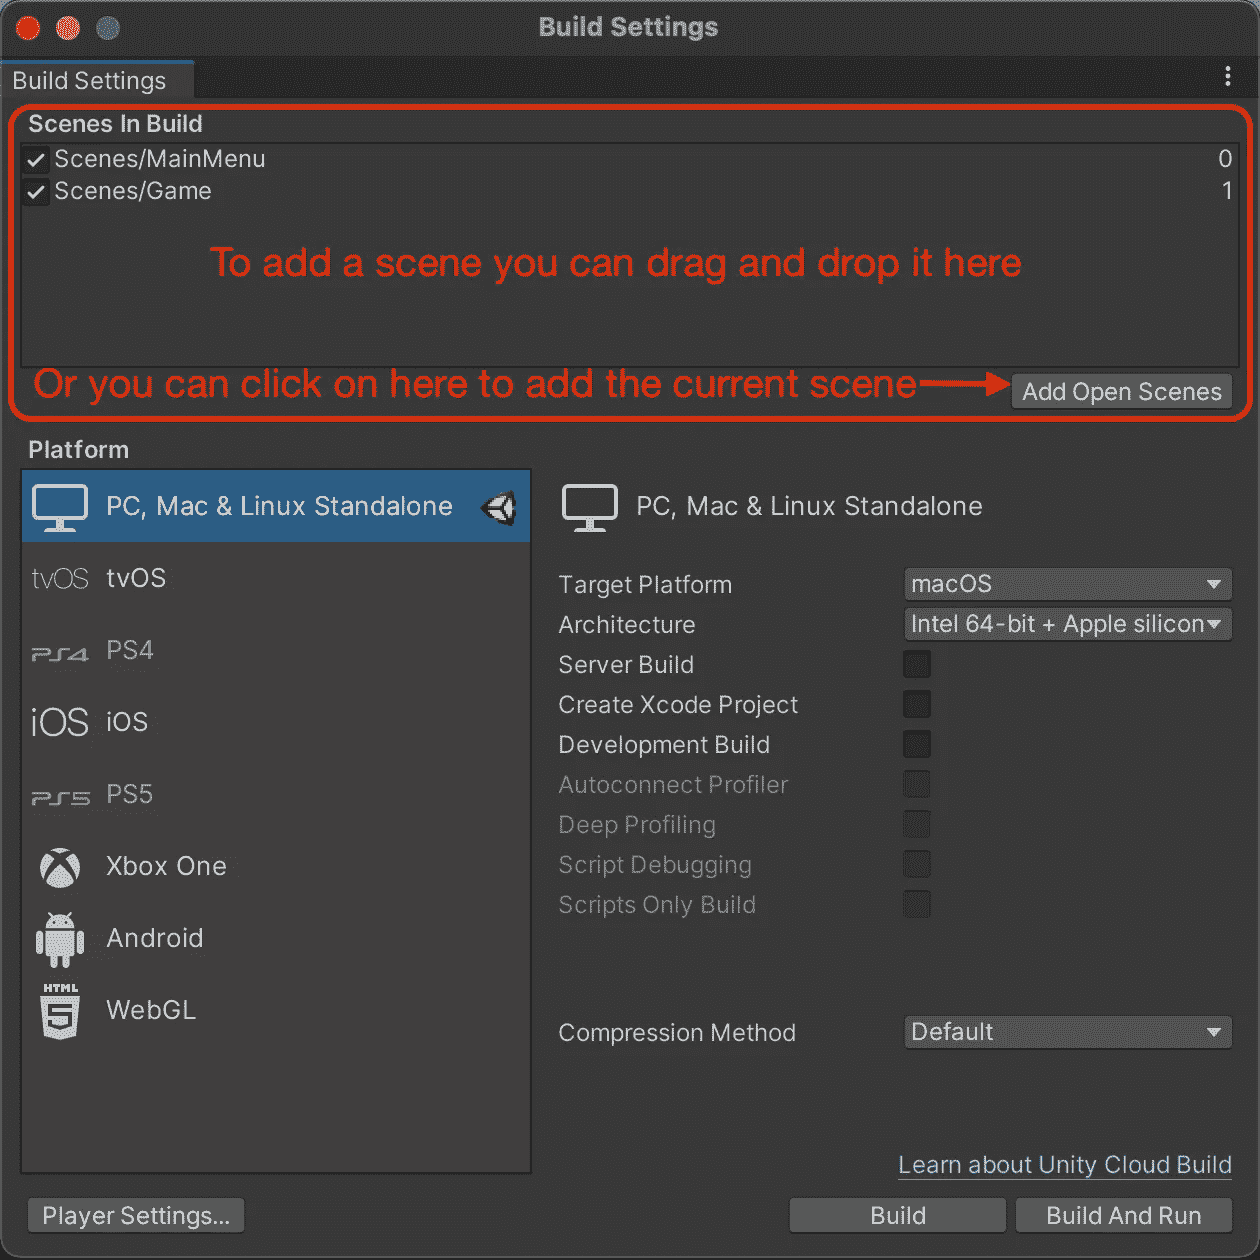 Build Settings
Build Settings
Scenes In Build
Scenes/MainMenu 0
Scenes/Game 1
To add a scene you can drag and drop it here
Or you can click on here to add the current scene
Add Open Scenes
Platform
PC, Mac & Linux Standalone
tvOS tvOS
PS4 PS4
iOS iOS
PS5 PS5
Xbox One
Android
HTML
5 WebGL
PC, Mac & Linux Standalone
Target Platform macOS
Architecture Intel 64-bit + Apple silicon
Server Build
Create Xcode Project
Development Build
Autoconnect Profiler
Deep Profiling
Script Debugging
Scripts Only Build
Compression Method Default
Learn about Unity Cloud Build
Player Settings... Build Build And Run